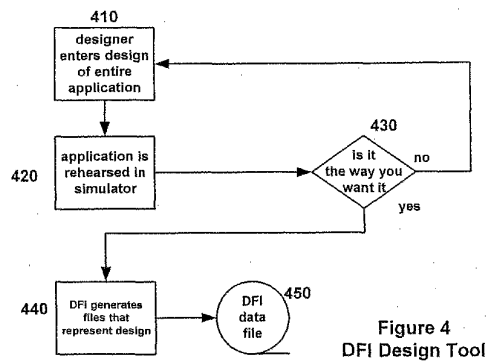 410
designer
enters design
of entire
application
430
is it
the way you
want it
no
yes
420
application is
rehearsed in
simulator
440
DFI generates
files that
represent design
450
DFI
data
file
Figure 4
DFI Design Tool